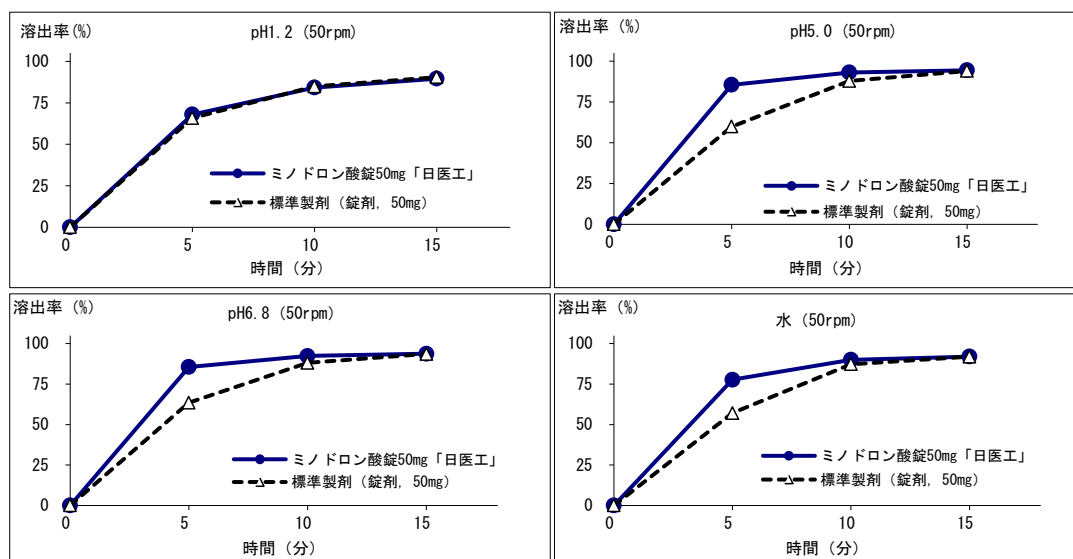 溶出率(%)
pH1.2 (50rpm)
100
75
50
25
0
0 5 10 15
時間(分)
ミノドロン酸錠50mg「日医工」
標準製剤(錠剤, 50mg)
溶出率 (%)
pH5.0 (50rpm)
100
75
50
25
0
0 5 10 15
時間(分)
ミノドロン酸錠50mg「日医工」
標準製剤(錠剤, 50mg)
溶出率 (%)
pH6.8 (50rpm)
100
75
50
25
0
0 5 10 15
時間(分)
ミノドロン酸錠50mg「日医工」
標準製剤(錠剤, 50mg)
溶出率 (%)
水 (50rpm)
100
75
50
25
0
0 5 10 15
時間(分)
ミノドロン酸錠50mg「日医工」
標準製剤(錠剤, 50mg)